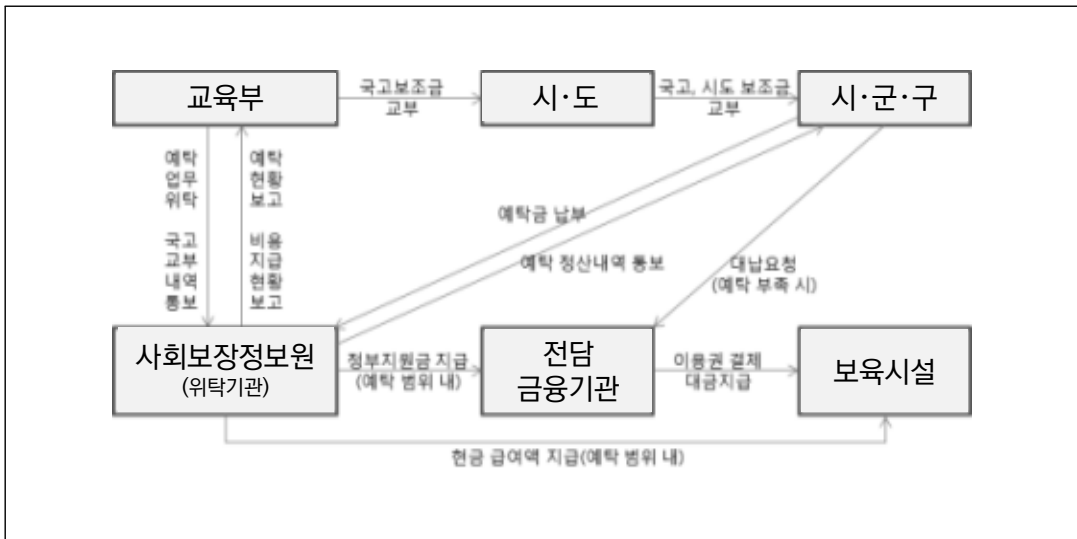 교육부
국고보조금
교부
시·도
국고, 시도 보조금
교부
시·군·구
예탁
업무
위탁
국고
교부
내역
통보
예탁
현황
보고
비용
지급
현황
보고
예탁금 납부
예탁 정산내역 통보
대납요청
(예탁 부족 시)
사회보장정보원
(위탁기관)
정부지원금 지급
(예탁 범위 내)
전담
금융기관
이용권 결제
대금지급
보육시설
현금 급여액 지급(예탁 범위 내)